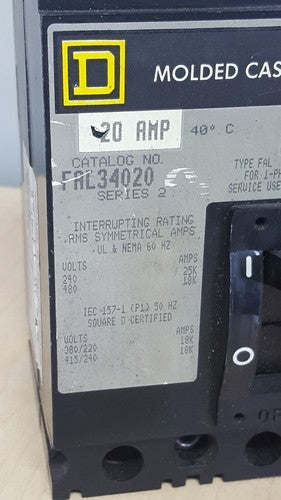 D
MOLDED CAS
20 AMP 40° C
CATALOG NO.
FAL34020
SERIES 2
TYPE FAL
FOR 1-PH
SERVICE USE
INTERRUPTING RATING
RMS SYMMETRICAL AMPS
UL & NEMA 60 HZ
VOLTS AMPS
240 25K
480 18K
IEC-157-1 (P1) 50 HZ
SQUARE D CERTIFIED
VOLTS AMPS
380/220 18K
415/240 18K
I
O
OF